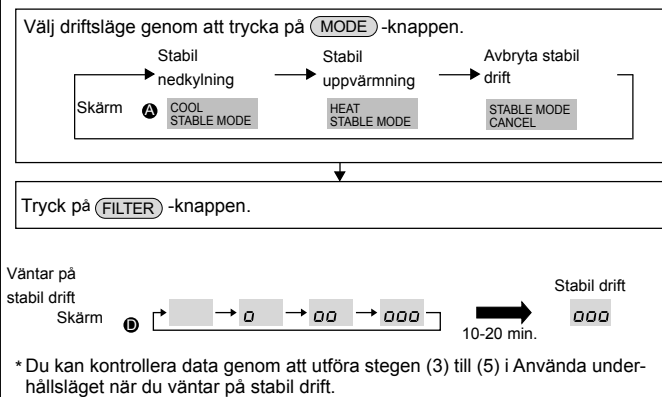 Välj driftsläge genom att trycka på (MODE) -knappen.
Stabil nedkylning
Stabil uppvärmning
Avbryta stabil drift
Skärm A
COOL
STABLE MODE
HEAT
STABLE MODE
STABLE MODE
CANCEL
Tryck på (FILTER) -knappen.
Väntar på
stabil drift
Skärm D
o
oo
ooo
10-20 min.
Stabil drift
ooo
* Du kan kontrollera data genom att utföra stegen (3) till (5) i Använda under-
hållsläget när du väntar på stabil drift.